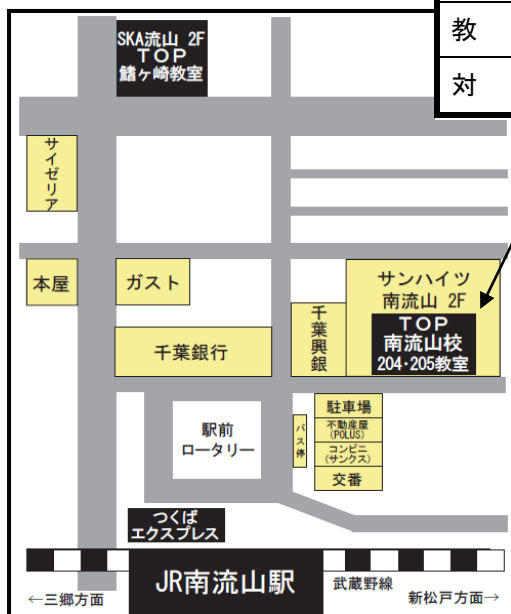 教
対
SKA流山 2F
TOP
鰭ヶ崎教室
サイゼリア
本屋
ガスト
サンハイツ
南流山 2F
TOP
南流山校
204・205教室
千葉興銀
千葉銀行
駐車場
不動産屋
(POLUS)
コンビニ
(サンクス)
交番
バス停
駅前
ロータリー
つくば
エクスプレス
JR南流山駅
武蔵野線
←三郷方面
新松戸方面→